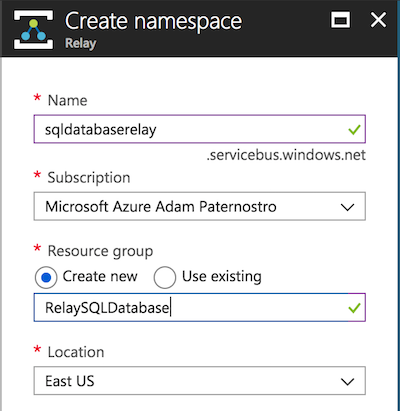 Create namespace
Relay
* Name
sqldatabaserelay
.servicebus.windows.net
* Subscription
Microsoft Azure Adam Paternostro
* Resource group
Create new Use existing
RelaySQLDatabase
* Location
East US